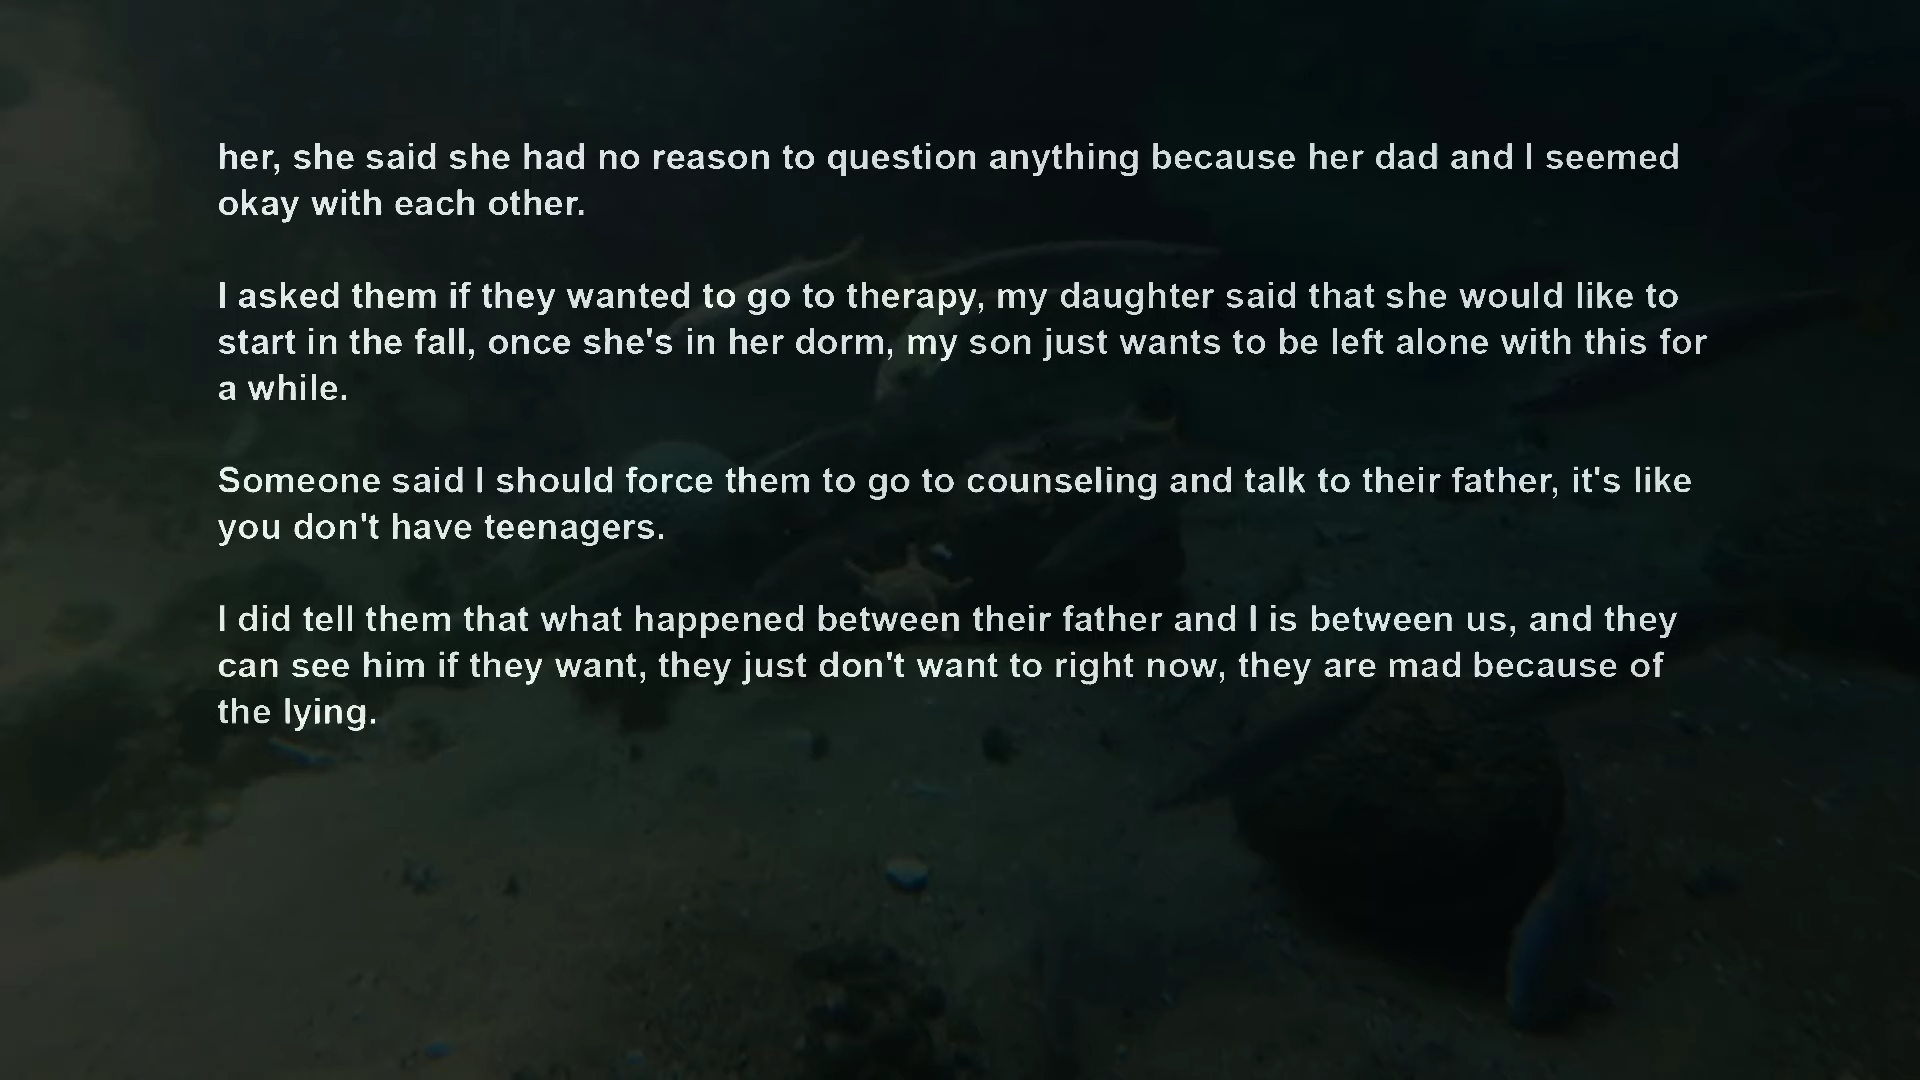 her, she said she had no reason to question anything because her dad and I seemed
okay with each other.
I asked them if they wanted to go to therapy, my daughter said that she would like to
start in the fall, once she's in her dorm, my son just wants to be left alone with this for
a while.
Someone said I should force them to go to counseling and talk to their father, it's like
you don't have teenagers.
I did tell them that what happened between their father and I is between us, and they
can see him if they want, they just don't want to right now, they are mad because of
the lying.